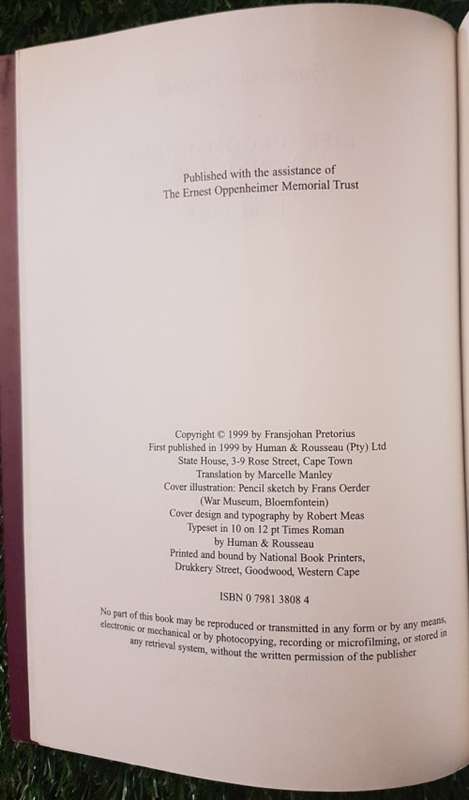 Published with the assistance of
The Ernest Oppenheimer Memorial Trust
Copyright © 1999 by Fransjohan Pretorius
First published in 1999 by Human & Rousseau (Pty) Ltd
State House, 3-9 Rose Street, Cape Town
Translation by Marcelle Manley
Cover illustration: Pencil sketch by Frans Oerder
(War Museum, Bloemfontein)
Cover design and typography by Robert Meas
Typeset in 10 on 12 pt Times Roman
by Human & Rousseau
Printed and bound by National Book Printers,
Drukkery Street, Goodwood, Western Cape
ISBN 0 7981 3808 4
No part of this book may be reproduced or transmitted in any form or by any means,
electronic or mechanical or by photocopying, recording or microfilming, or stored in
any retrieval system, without the written permission of the publisher